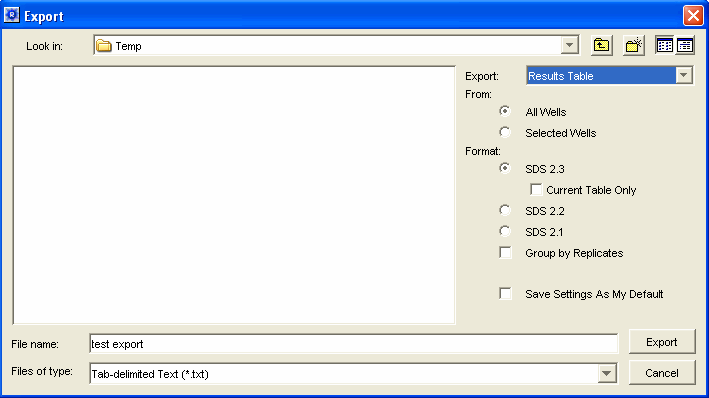 Export
Look in: Temp
Export: Results Table
From:
All Wells
Selected Wells
Format:
SDS 2.3
Current Table Only
SDS 2.2
SDS 2.1
Group by Replicates
Save Settings As My Default
File name: test export Export
Files of type: Tab-delimited Text (*.txt) Cancel